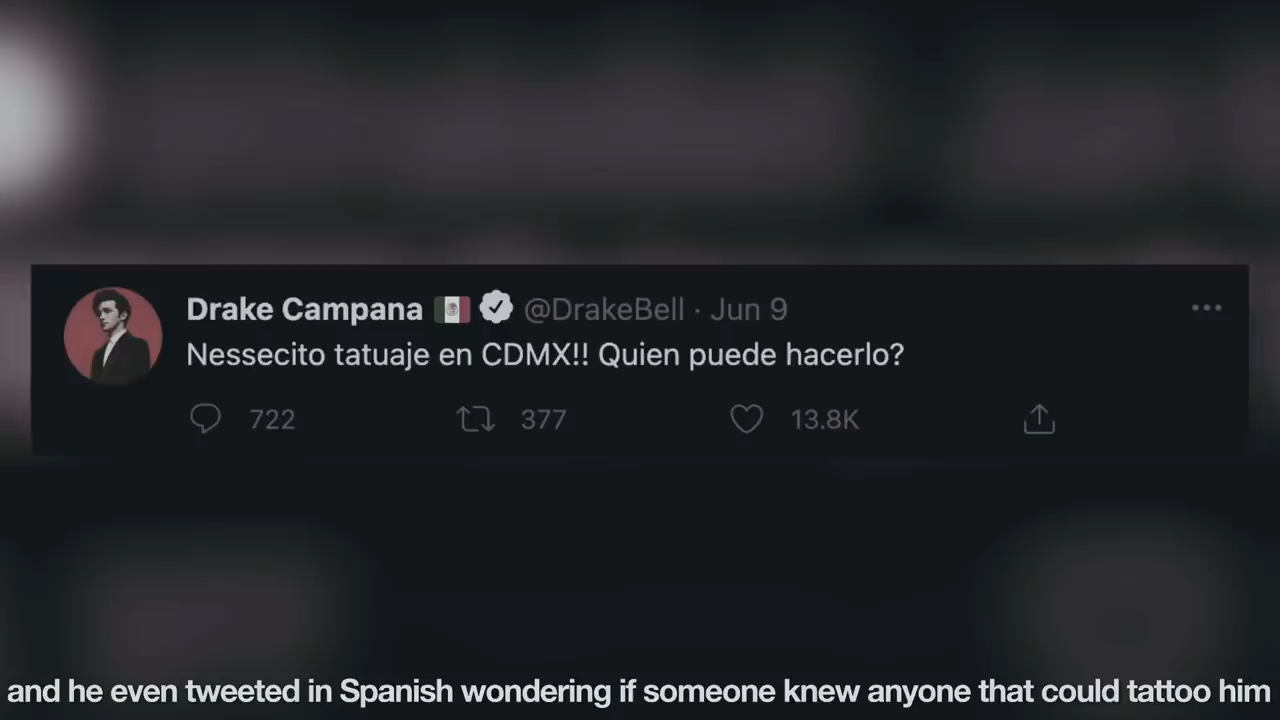 Drake Campana 🇲🇽 @DrakeBell · Jun 9
Nessecito tatuaje en CDMX!! Quien puede hacerlo?
722 377 13.8K
and he even tweeted in Spanish wondering if someone knew anyone that could tattoo him